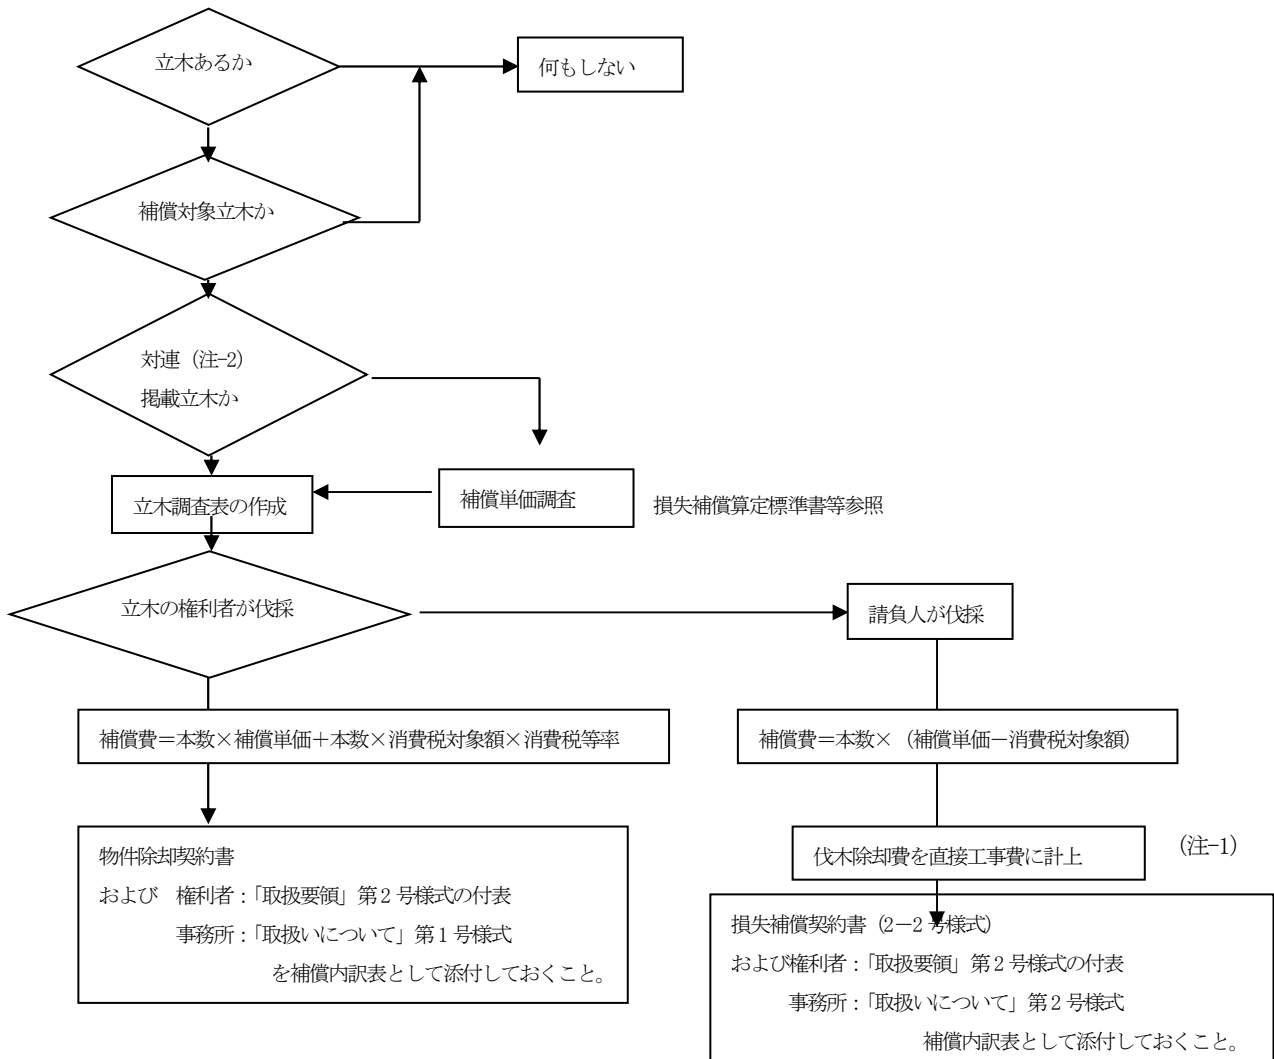 立木あるか
何もしない
補償対象立木か
対連（注-2）
掲載立木か
立木調査表の作成
補償単価調査
損失補償算定標準書等参照
立木の権利者が伐採
請負人が伐採
補償費＝本数×補償単価＋本数×消費税対象額×消費税等率
補償費＝本数×（補償単価－消費税対象額）
物件除却契約書
および　権利者：「取扱要領」第２号様式の付表
事務所：「取扱いについて」第１号様式
を補償内訳表として添付しておくこと。
伐木除却費を直接工事費に計上
（注-1）
損失補償契約書（2－2 号様式）
および権利者：「取扱要領」第２号様式の付表
事務所：「取扱いについて」第２号様式
補償内訳表として添付しておくこと。